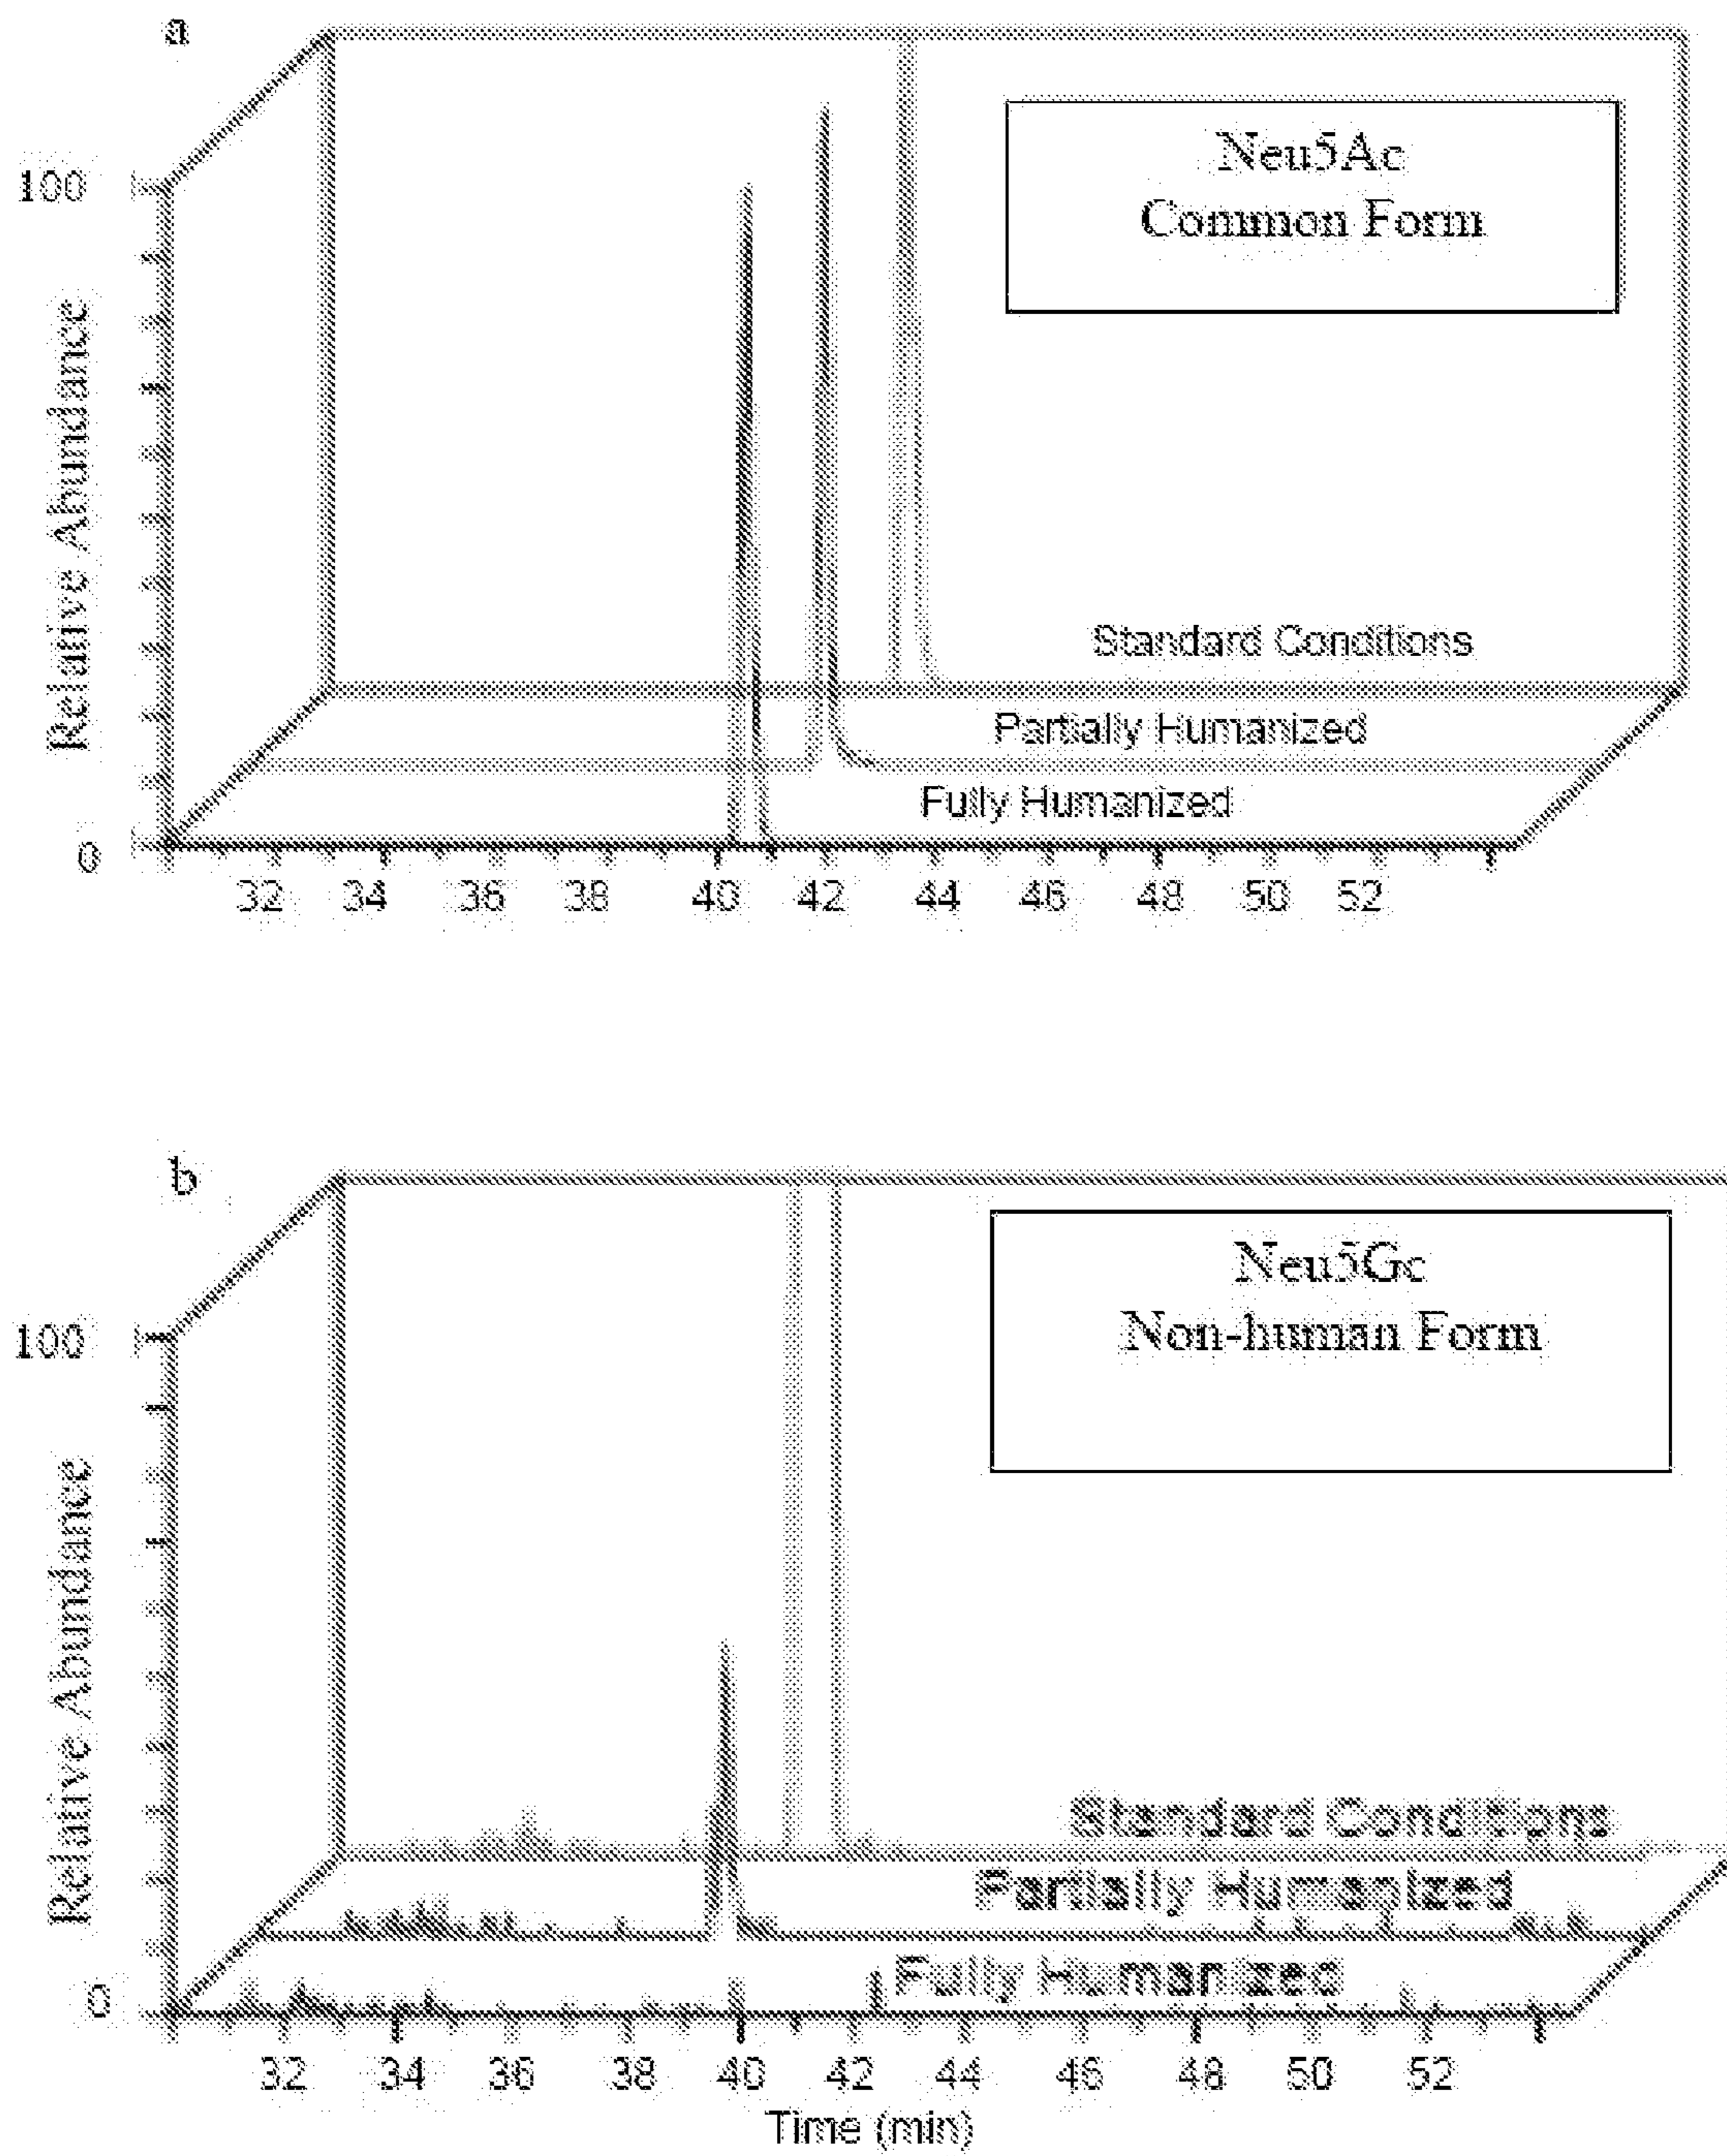 a
100
Relative Abundance
0
Neu5Ac
Common Form
Standard Conditions
Partially Humanized
Fully Humanized
32 34 36 38 40 42 44 46 48 50 52
b
100
Relative Abundance
0
Neu5Gc
Non-human Form
Standard Conditions
Partially Humanized
Fully Humanized
32 34 36 38 40 42 44 46 48 50 52
Time (min)